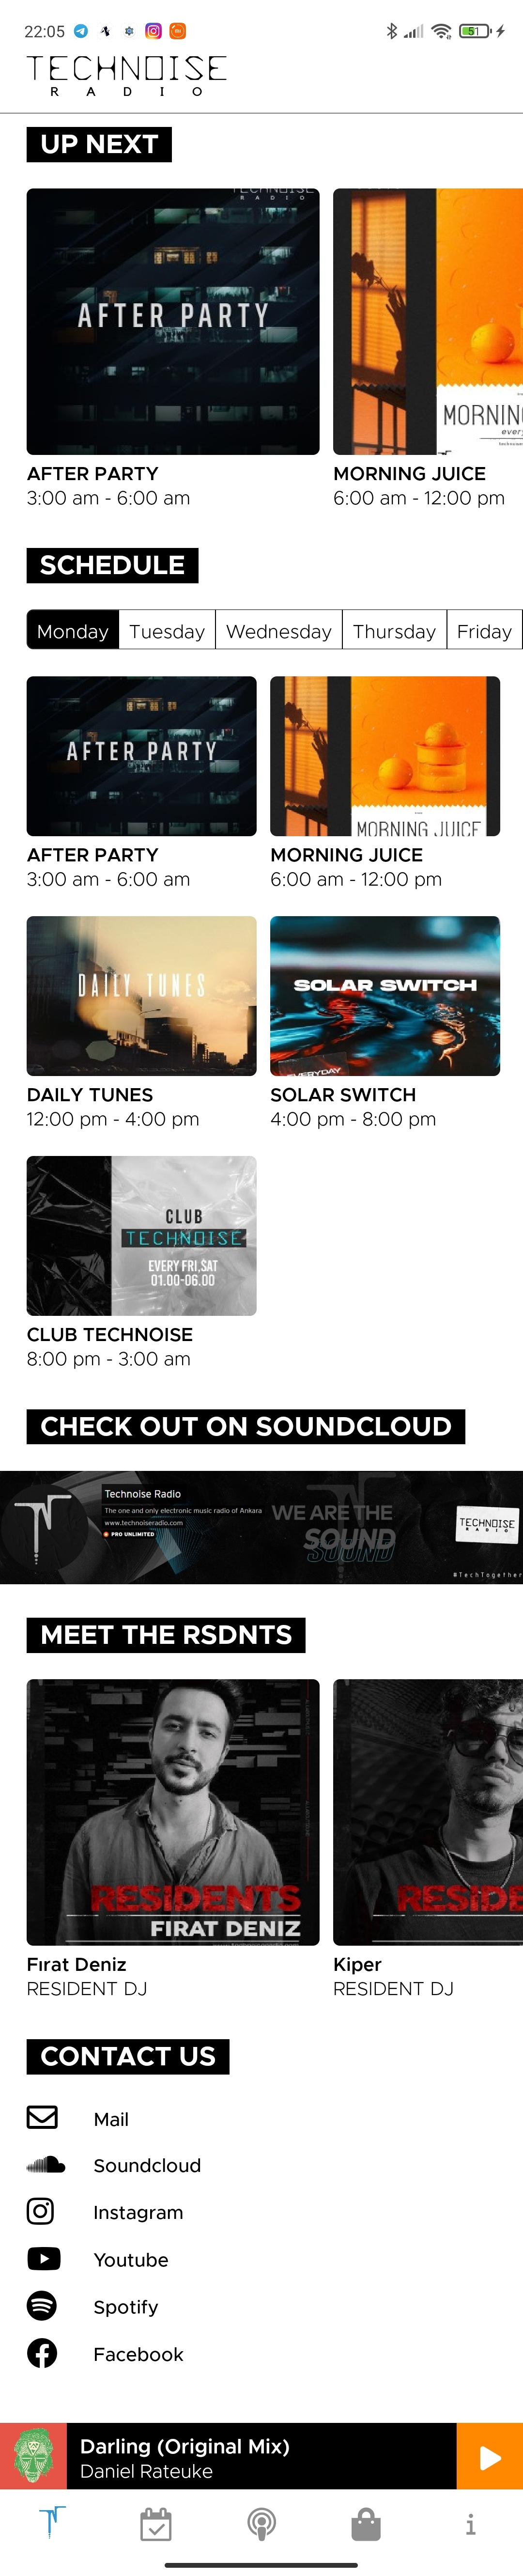 22:05
51
TECHNOISE
RADIO
UP NEXT
TECHNOISE
RADIO
AFTER PARTY
MORNIN
AFTER PARTY
3:00 am - 6:00 am
MORNING JUICE
6:00 am - 12:00 pm
SCHEDULE
Monday
Tuesday
Wednesday
Thursday
Friday
AFTER PARTY
MORNING JUICE
AFTER PARTY
3:00 am - 6:00 am
MORNING JUICE
6:00 am - 12:00 pm
DAILY TUNES
SOLAR SWITCH
EVERYDAY
DAILY TUNES
12:00 pm - 4:00 pm
SOLAR SWITCH
4:00 pm - 8:00 pm
CLUB
TECHNOISE
EVERY FRI,SAT
01.00-06.00
CLUB TECHNOISE
8:00 pm - 3:00 am
CHECK OUT ON SOUNDCLOUD
Technoise Radio
The one and only electronic music radio of Ankara
www.technoiseradio.com
PRO UNLIMITED
WE ARE THE
SOUND
SOUND
TECHNOISE
RADIO
#TechTogether
MEET THE RSDNTS
RESIDENTS
FIRAT DENIZ
RESIDE
Fırat Deniz
RESIDENT DJ
Kiper
RESIDENT DJ
CONTACT US
Mail
Soundcloud
Instagram
Youtube
Spotify
Facebook
Darling (Original Mix)
Daniel Rateuke